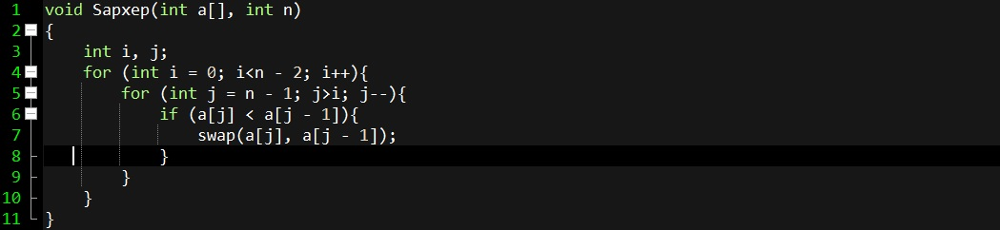 1 void Sapxep(int a[], int n)
2 {
3 int i, j;
4 for (int i = 0; i<n - 2; i++){
5 for (int j = n - 1; j>i; j--){
6 if (a[j] < a[j - 1]){
7 swap(a[j], a[j - 1]);
8 }
9 }
10 }
11 }